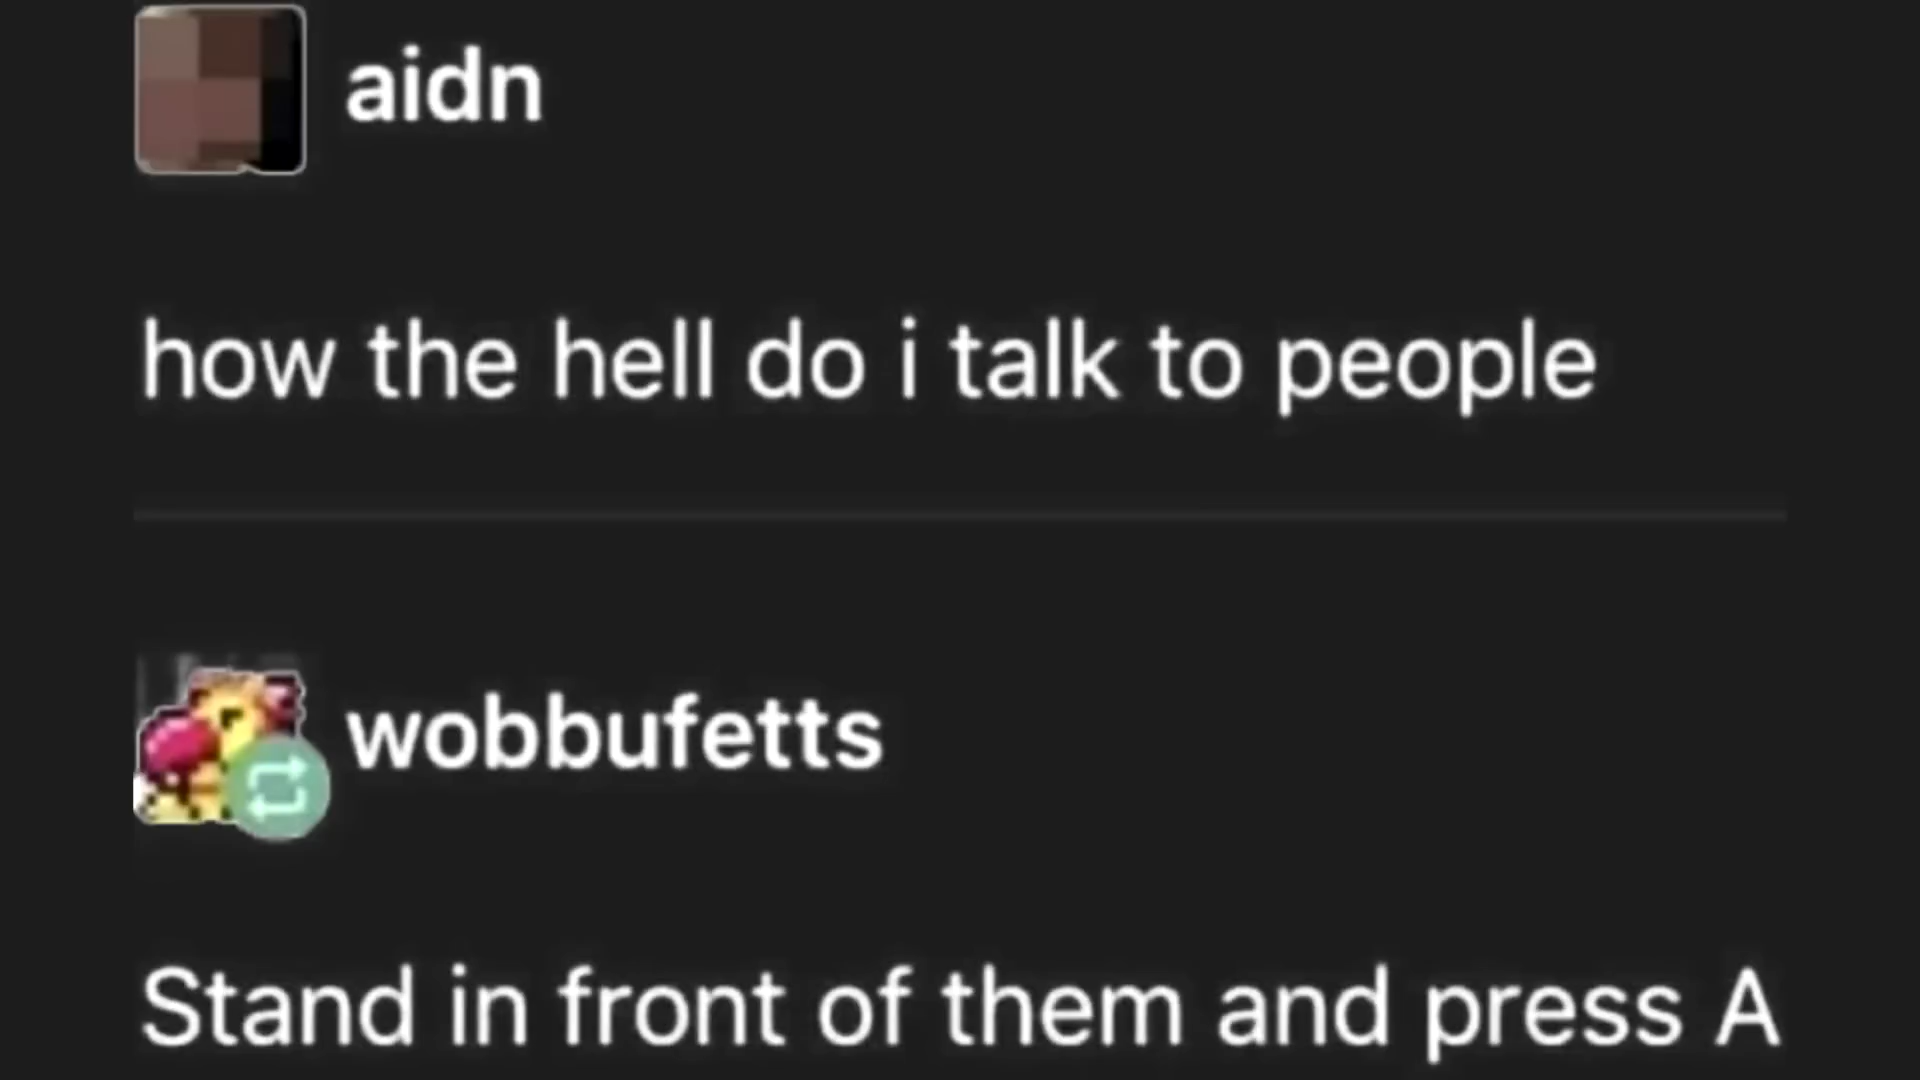 aidn
how the hell do i talk to people
wobbufetts
Stand in front of them and press A